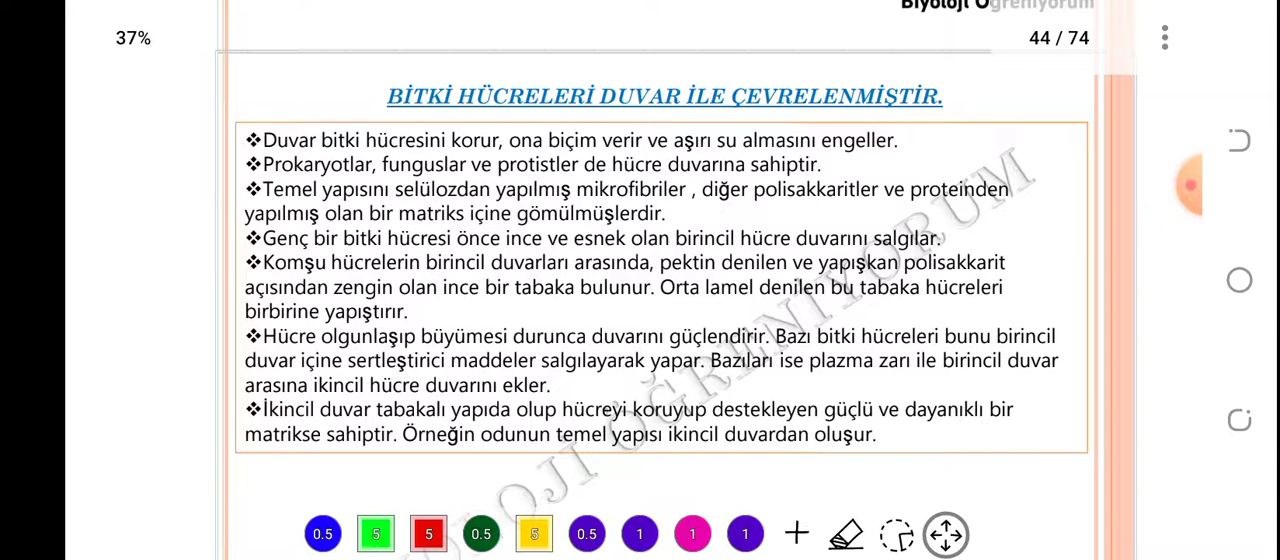 Biyoloji Öğreniyorum
37%
44 / 74
BİTKİ HÜCRELERİ DUVAR İLE ÇEVRELENMİŞTİR.
❖Duvar bitki hücresini korur, ona biçim verir ve aşırı su almasını engeller.
❖Prokaryotlar, funguslar ve protistler de hücre duvarına sahiptir.
❖Temel yapısını selülozdan yapılmış mikrofibriler , diğer polisakkaritler ve proteinden
yapılmış olan bir matriks içine gömülmüşlerdir.
❖Genç bir bitki hücresi önce ince ve esnek olan birincil hücre duvarını salgılar.
❖Komşu hücrelerin birincil duvarları arasında, pektin denilen ve yapışkan polisakkarit
açısından zengin olan ince bir tabaka bulunur. Orta lamel denilen bu tabaka hücreleri
birbirine yapıştırır.
❖Hücre olgunlaşıp büyümesi durunca duvarını güçlendirir. Bazı bitki hücreleri bunu birincil
duvar içine sertleştirici maddeler salgılayarak yapar. Bazıları ise plazma zarı ile birincil duvar
arasına ikincil hücre duvarını ekler.
❖İkincil duvar tabakalı yapıda olup hücreyi koruyup destekleyen güçlü ve dayanıklı bir
matrikse sahiptir. Örneğin odunun temel yapısı ikincil duvardan oluşur.
OLOJI ÖĞRENIYORUM
0.5 5 5 0.5 5 0.5 1 1 1